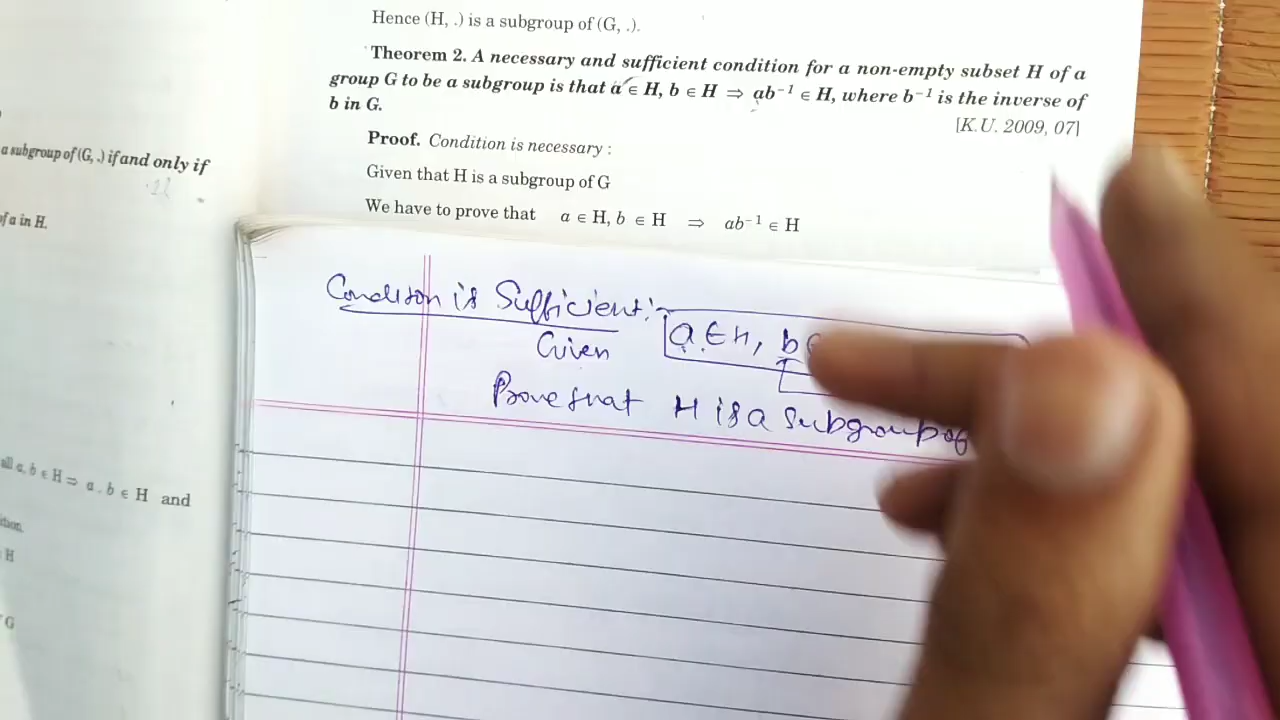 Hence (H, .) is a subgroup of (G, .).
Theorem 2. A necessary and sufficient condition for a non-empty subset H of a
group G to be a subgroup is that a ∈ H, b ∈ H ⇒ ab⁻¹ ∈ H, where b⁻¹ is the inverse of
b in G.
[K.U. 2009, 07]
Proof. Condition is necessary :
Given that H is a subgroup of G
We have to prove that a ∈ H, b ∈ H ⇒ ab⁻¹ ∈ H
a subgroup of (G, .) if and only if
of a in H.
all a, b ∈ H ⇒ a . b ∈ H and
H
G
Condition is Sufficient :-
Given a ∈ H, b
Prove that H is a subgroup of